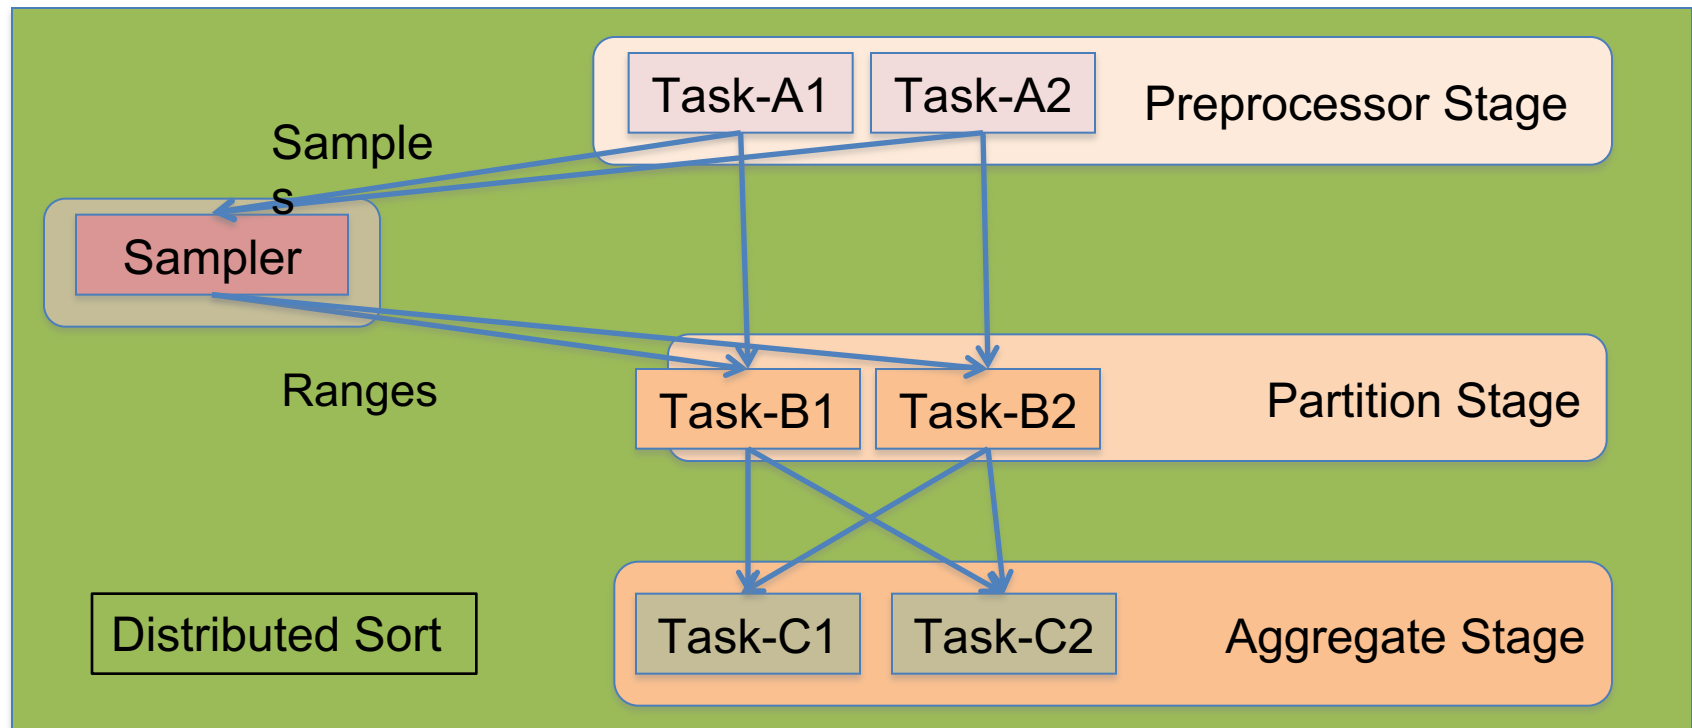 Task-A1
Task-A2
Preprocessor Stage
Sample
s
Sampler
Ranges
Task-B1
Task-B2
Partition Stage
Distributed Sort
Task-C1
Task-C2
Aggregate Stage